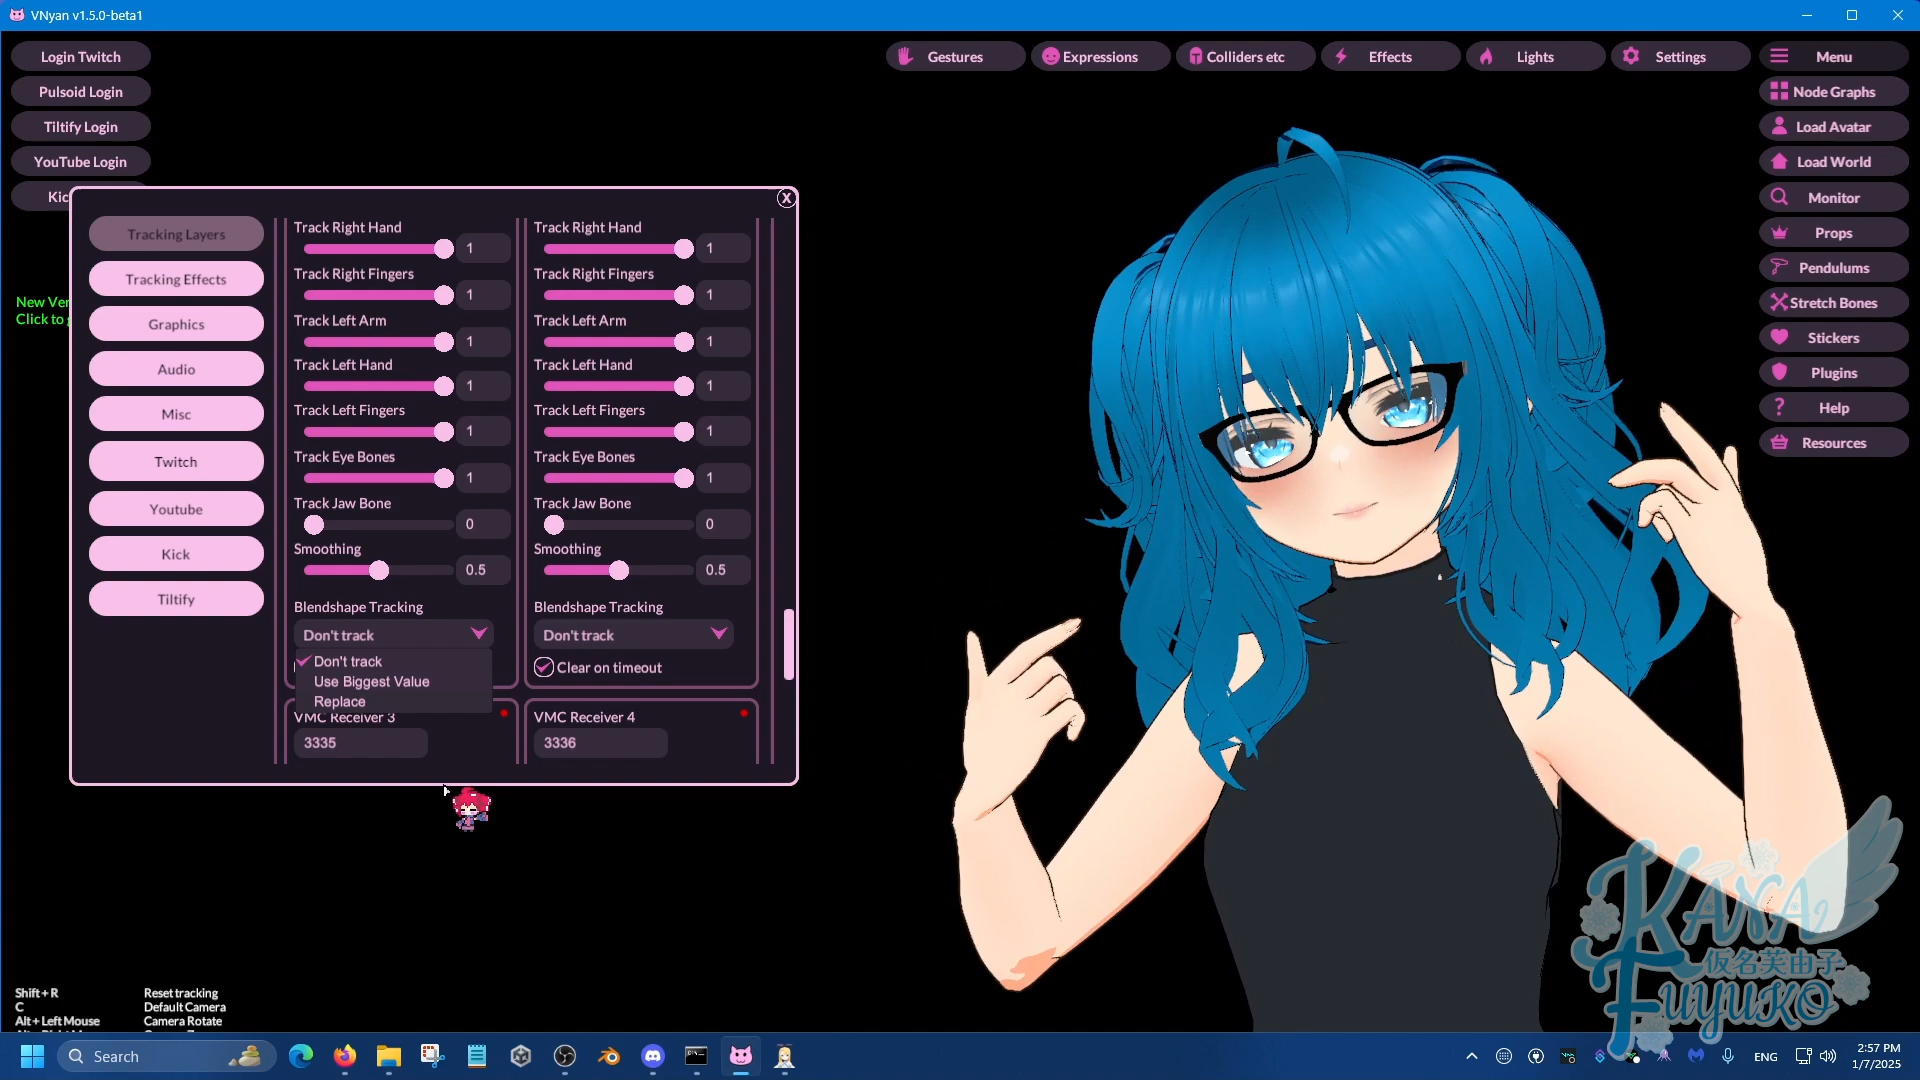 VNyan v1.5.0-beta1
Login Twitch
Pulsoid Login
Tiltify Login
YouTube Login
Kic
New Ver
Click to g
Gestures
Expressions
Colliders etc
Effects
Lights
Settings
Menu
Node Graphs
Load Avatar
Load World
Monitor
Props
Pendulums
Stretch Bones
Stickers
Plugins
Help
Resources
X
Tracking Layers
Tracking Effects
Graphics
Audio
Misc
Twitch
Youtube
Kick
Tiltify
Track Right Hand
1
Track Right Fingers
1
Track Left Arm
1
Track Left Hand
1
Track Left Fingers
1
Track Eye Bones
1
Track Jaw Bone
0
Smoothing
0.5
Blendshape Tracking
Don't track
Don't track
Use Biggest Value
Replace
VMC Receiver 3
3335
Track Right Hand
1
Track Right Fingers
1
Track Left Arm
1
Track Left Hand
1
Track Left Fingers
1
Track Eye Bones
1
Track Jaw Bone
0
Smoothing
0.5
Blendshape Tracking
Don't track
Clear on timeout
VMC Receiver 4
3336
Shift + R Reset tracking
C Default Camera
Alt + Left Mouse Camera Rotate
KANA
仮名芙由子
FUYUKO
Search
ENG
2:57 PM
1/7/2025